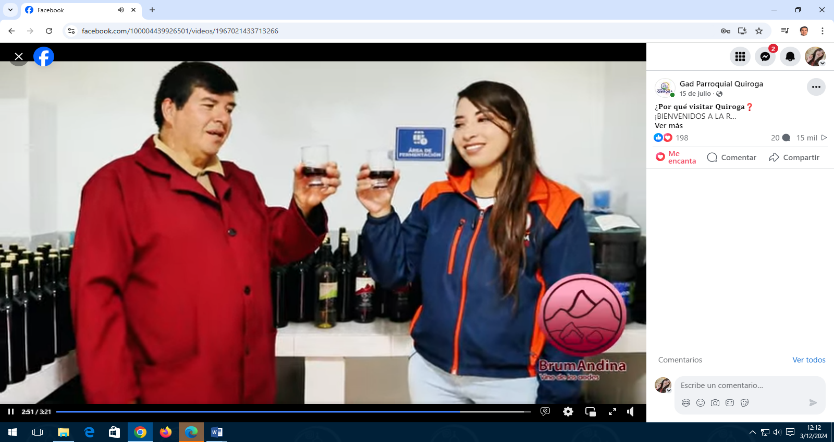 Facebook
facebook.com/100004439926501/videos/1967021433713266
2
Gad Parroquial Quiroga
15 de julio ·
¿Por qué visitar Quiroga❓
¡BIENVENIDOS A LA R...
Ver más
198
20
15 mil
Me encanta
Comentar
Compartir
ÁREA DE
FERMENTACIÓN
BrumAndina
Vino de los andes
Comentarios
Ver todos
Escribe un comentario...
2:51 / 3:21
12:12
3/12/2024